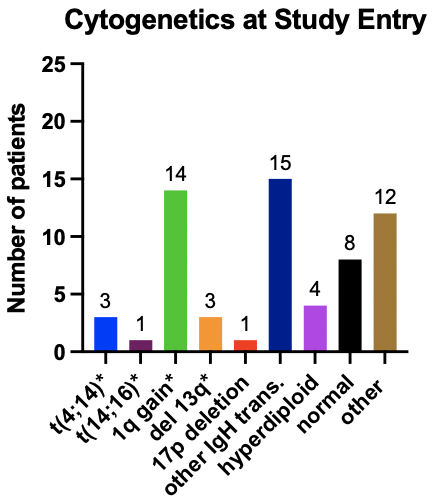 Cytogenetics at Study Entry
Number of patients
25
20
15
10
5
0
3
1
14
3
1
15
4
8
12
t(4;14)*
t(14;16)*
1q gain*
del 13q*
17p deletion
other IgH trans.
hyperdiploid
normal
other